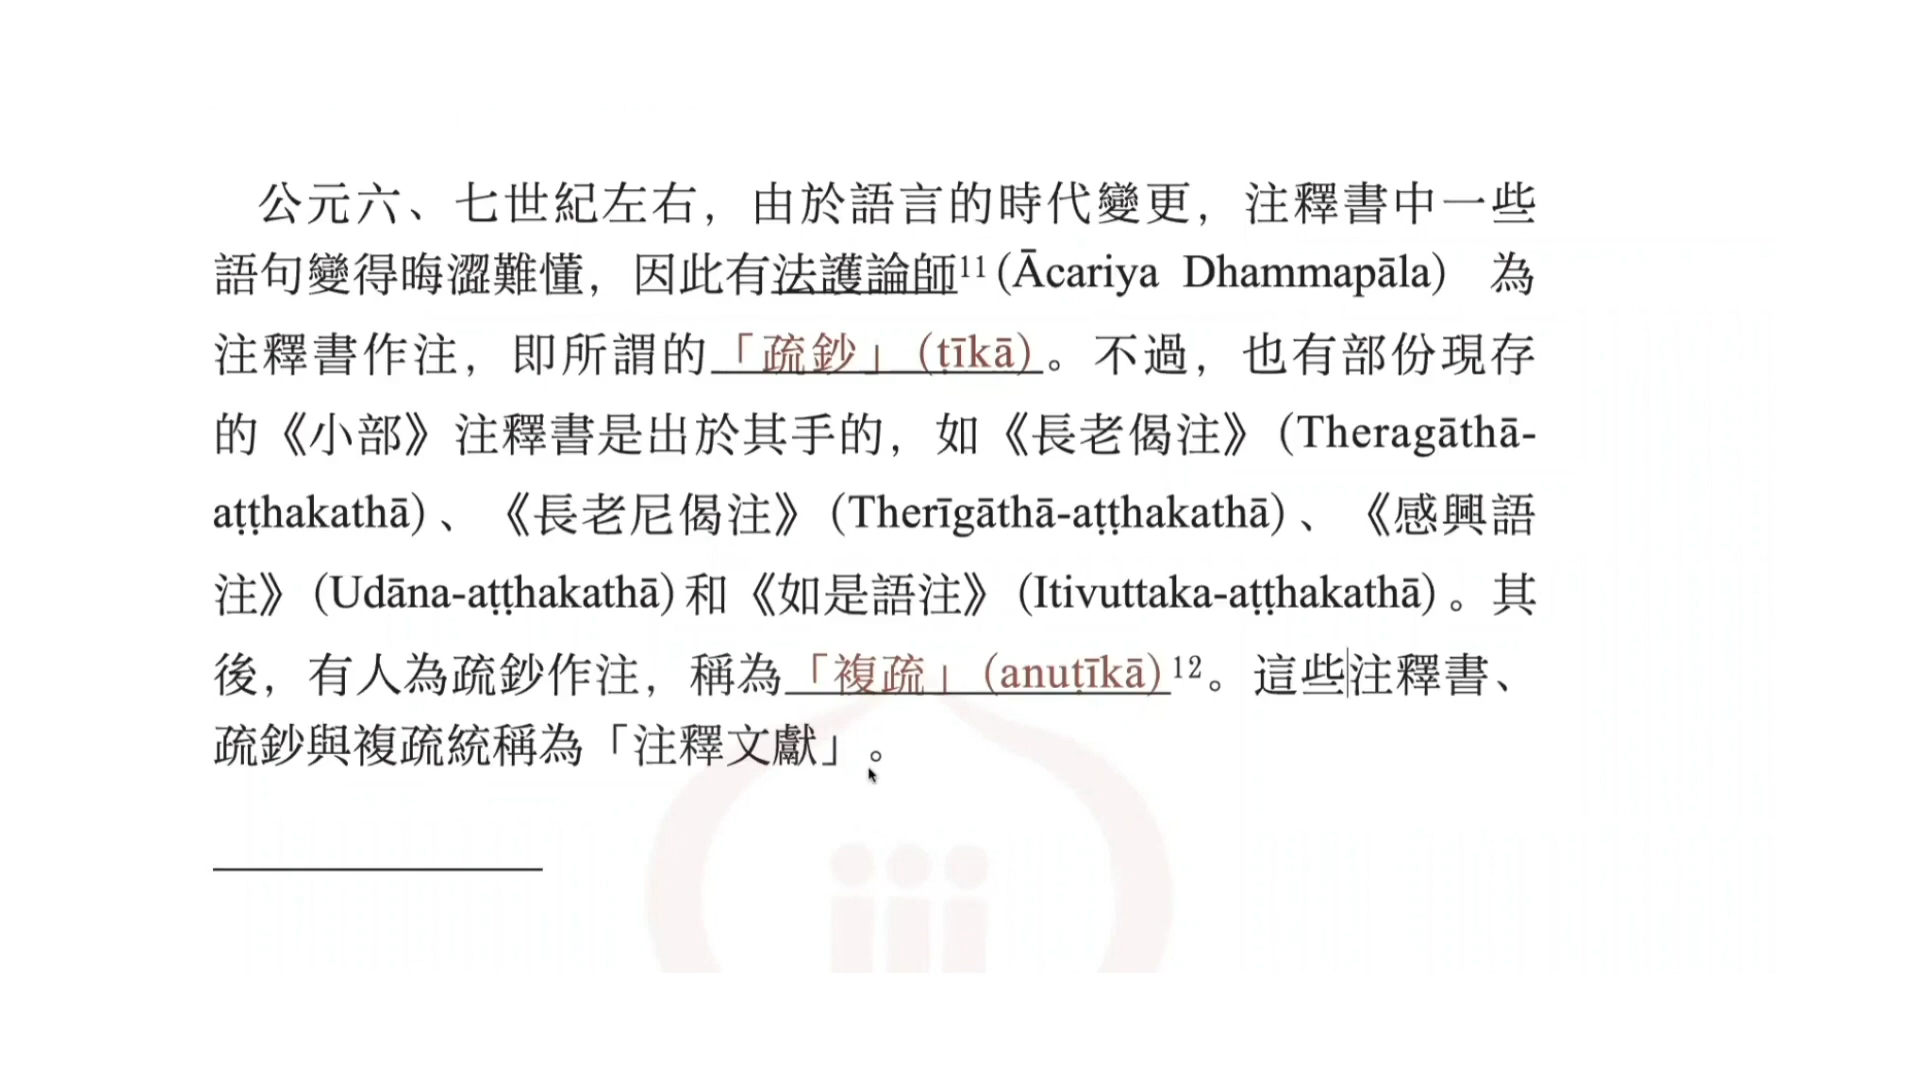 公元六、七世紀左右，由於語言的時代變更，注釋書中一些
語句變得晦澀難懂，因此有法護論師11(Ācariya Dhammapāla) 為
注釋書作注，即所謂的「疏鈔」(ṭīkā)。不過，也有部份現存
的《小部》注釋書是出於其手的，如《長老偈注》(Theragāthā-
aṭṭhakathā)、《長老尼偈注》(Therīgāthā-aṭṭhakathā)、《感興語
注》(Udāna-aṭṭhakathā)和《如是語注》(Itivuttaka-aṭṭhakathā)。其
後，有人為疏鈔作注，稱為「複疏」(anuṭīkā)12。這些注釋書、
疏鈔與複疏統稱為「注釋文獻」。